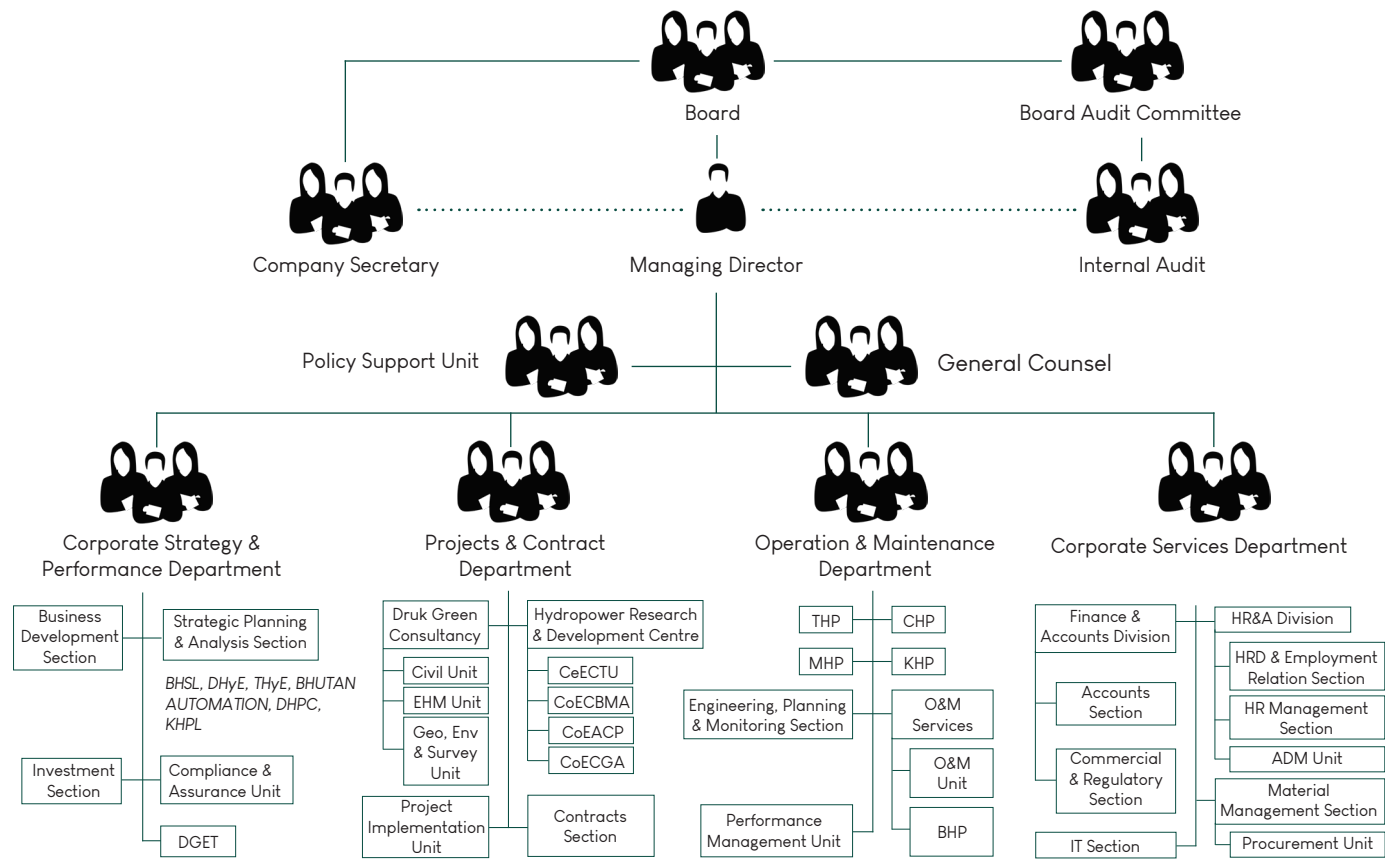 Board
Board Audit Committee
Company Secretary
Managing Director
Internal Audit
Policy Support Unit
General Counsel
Corporate Strategy &
Performance Department
Projects & Contract
Department
Operation & Maintenance
Department
Corporate Services Department
Business
Development
Section
Strategic Planning
& Analysis Section
BHSL, DHyE, THyE, BHUTAN
AUTOMATION, DHPC,
KHPL
Investment
Section
Compliance &
Assurance Unit
DGET
Druk Green
Consultancy
Civil Unit
EHM Unit
Geo, Env
& Survey
Unit
Project
Implementation
Unit
Hydropower Research
& Development Centre
CeECTU
CoECBMA
CoEACP
CoECGA
Contracts
Section
THP
CHP
MHP
KHP
Engineering, Planning
& Monitoring Section
O&M
Services
O&M
Unit
BHP
Performance
Management Unit
Finance &
Accounts Division
Accounts
Section
Commercial
& Regulatory
Section
IT Section
HR&A Division
HRD & Employment
Relation Section
HR Management
Section
ADM Unit
Material
Management Section
Procurement Unit